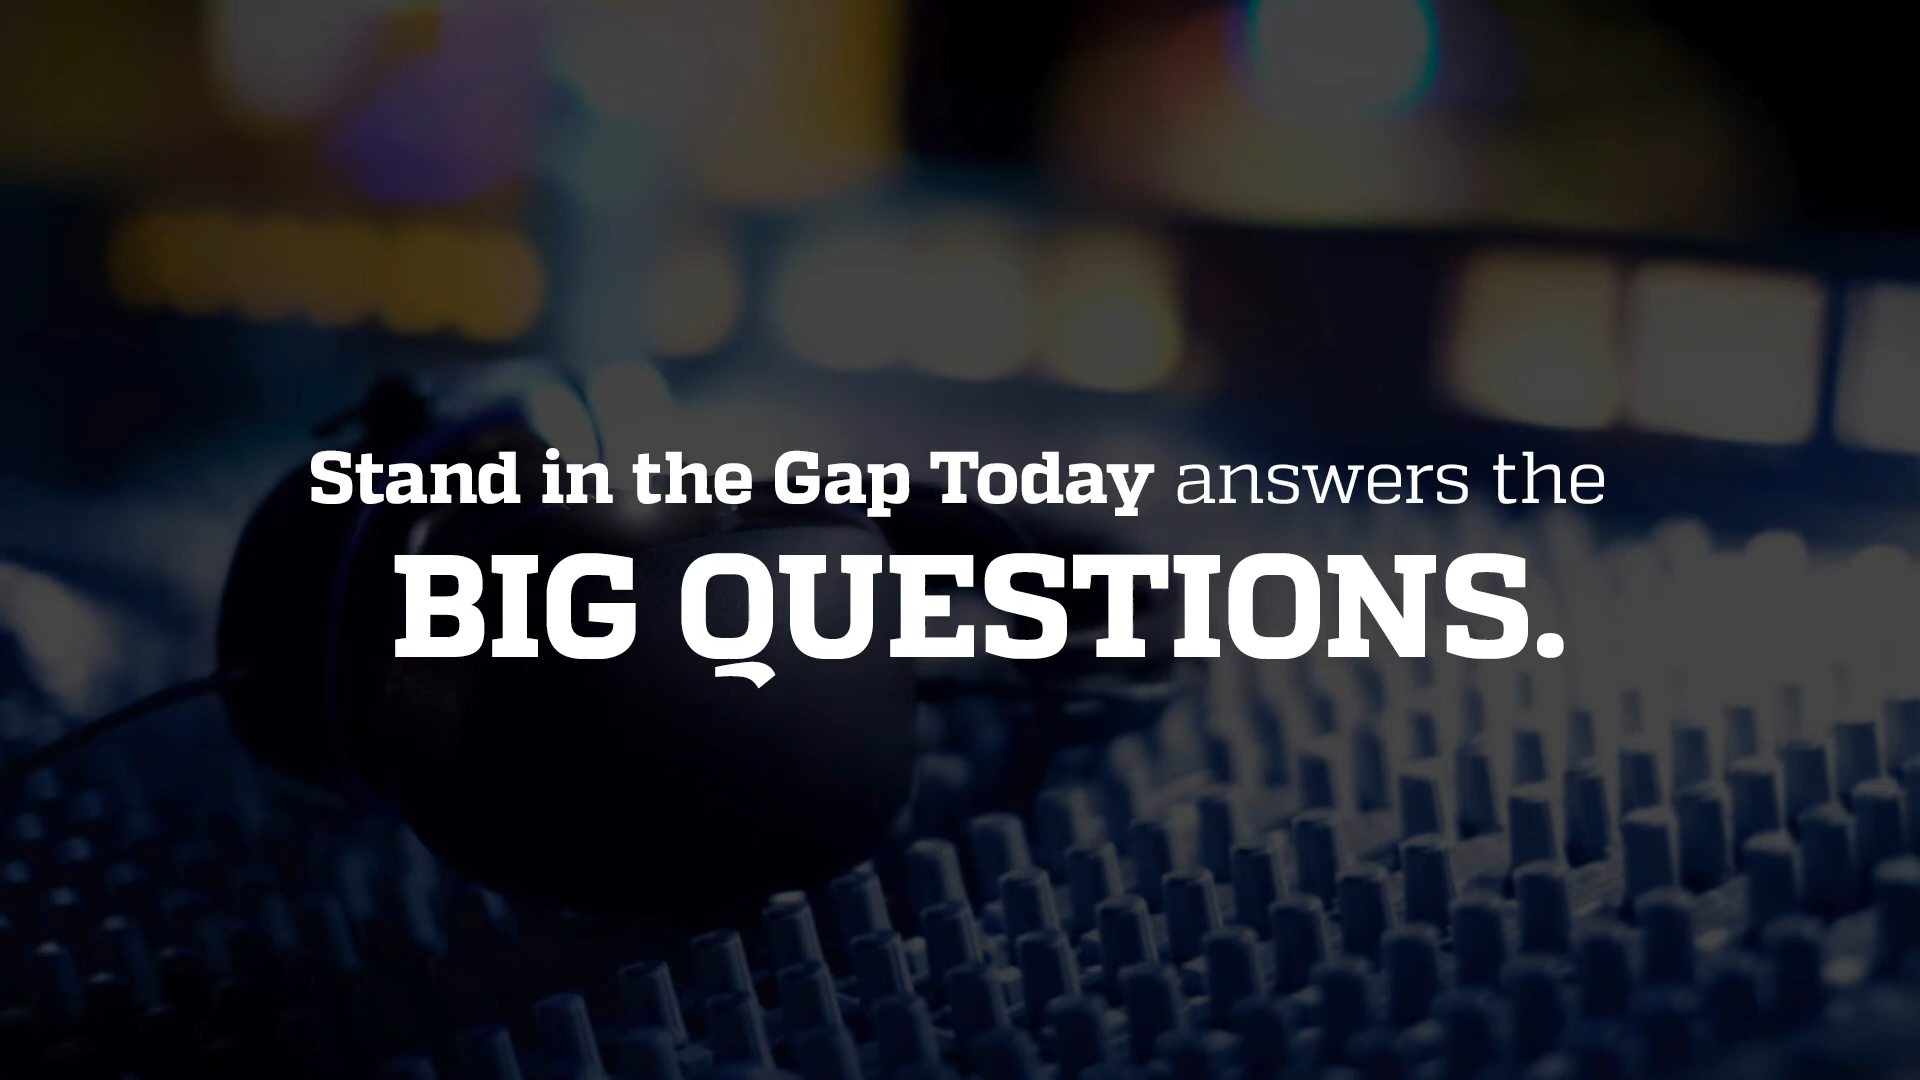 Stand in the Gap Today answers the
BIG QUESTIONS.